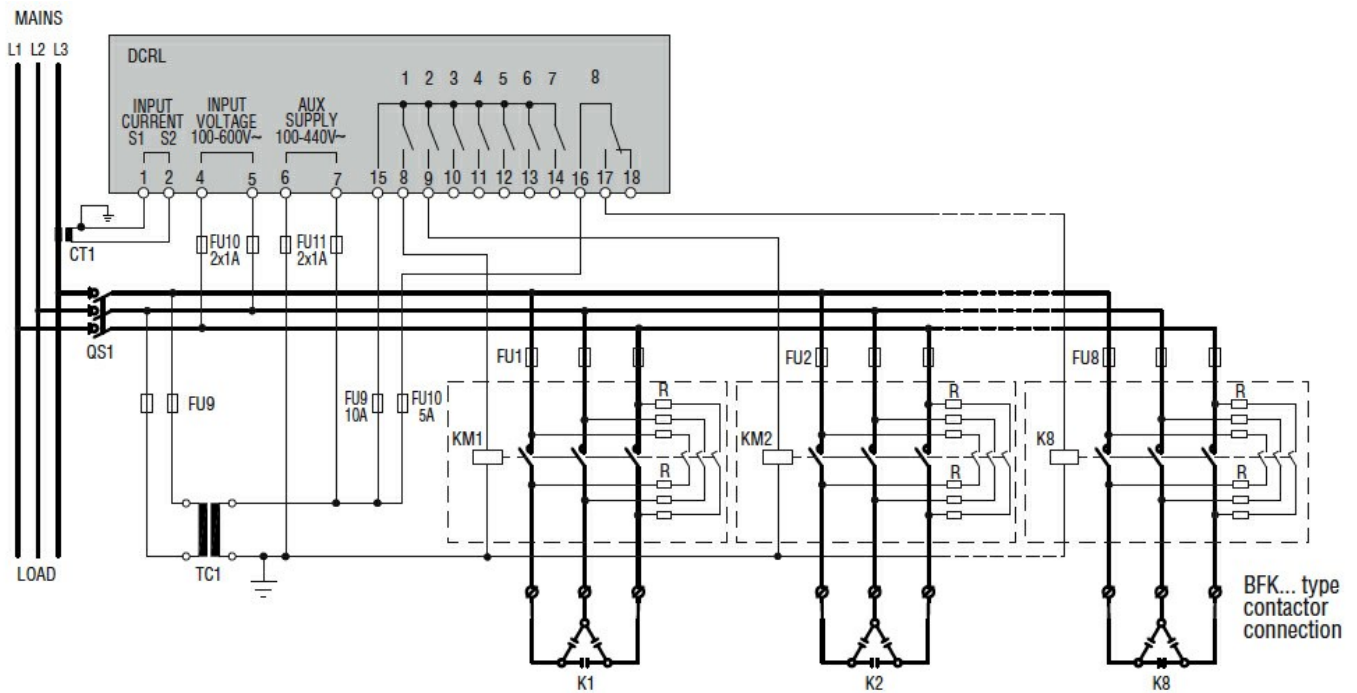 MAINS
L1 L2 L3
DCRL
1 2 3 4 5 6 7 8
INPUT CURRENT
S1 S2
INPUT VOLTAGE
100-600V~
AUX SUPPLY
100-440V~
1 2 4 5 6 7 15 8 9 10 11 12 13 14 16 17 18
CT1
FU10
2x1A
FU11
2x1A
QS1
FU1
FU2
FU8
FU9
FU9
10A
FU10
5A
R
R
R
KM1
KM2
K8
R
R
R
LOAD
TC1
BFK... type
contactor
connection
K1
K2
K8